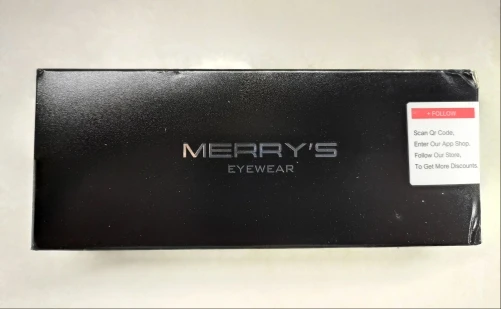 MERRY'S
EYEWEAR
+ FOLLOW
Scan Qr Code,
Enter Our App Shop,
Follow Our Store,
To Get More Discounts.